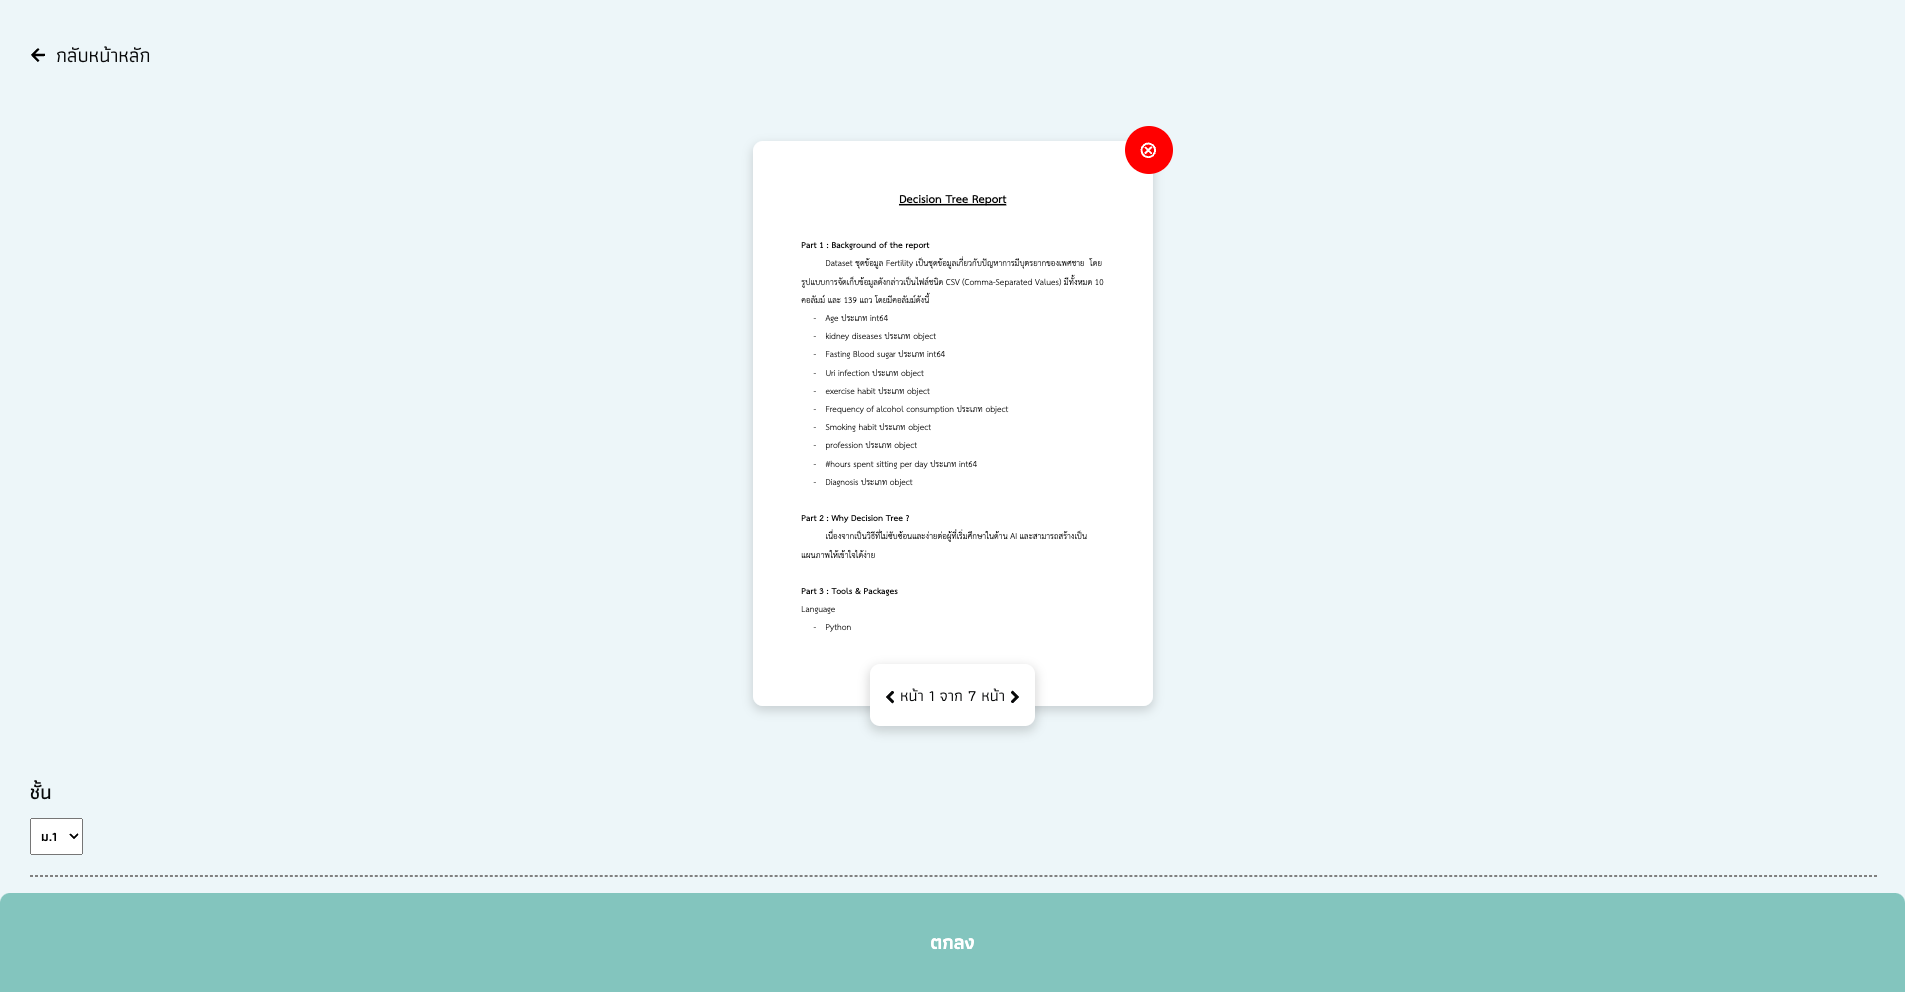 กลับหน้าหลัก
Decision Tree Report
Part 1 : Background of the report
Dataset ชุดข้อมูล Fertility เป็นชุดข้อมูลเกี่ยวกับปัญหาการมีบุตรยากของเพศชาย โดย
รูปแบบการจัดเก็บข้อมูลดังกล่าวเป็นไฟล์ชนิด CSV (Comma-Separated Values) มีทั้งหมด 10
คอลัมน์ และ 139 แถว โดยมีคอลัมน์ดังนี้
- Age ประเภท int64
- kidney diseases ประเภท object
- Fasting Blood sugar ประเภท int64
- Uri infection ประเภท object
- exercise habit ประเภท object
- Frequency of alcohol consumption ประเภท object
- Smoking habit ประเภท object
- profession ประเภท object
- #hours spent sitting per day ประเภท int64
- Diagnosis ประเภท object
Part 2 : Why Decision Tree ?
เนื่องจากเป็นวิธีที่ไม่ซับซ้อนและง่ายต่อผู้ที่เริ่มศึกษาในด้าน AI และสามารถสร้างเป็น
แผนภาพให้เข้าใจได้ง่าย
Part 3 : Tools & Packages
Language
- Python
หน้า 1 จาก 7 หน้า
ชั้น
ม.1
ตกลง